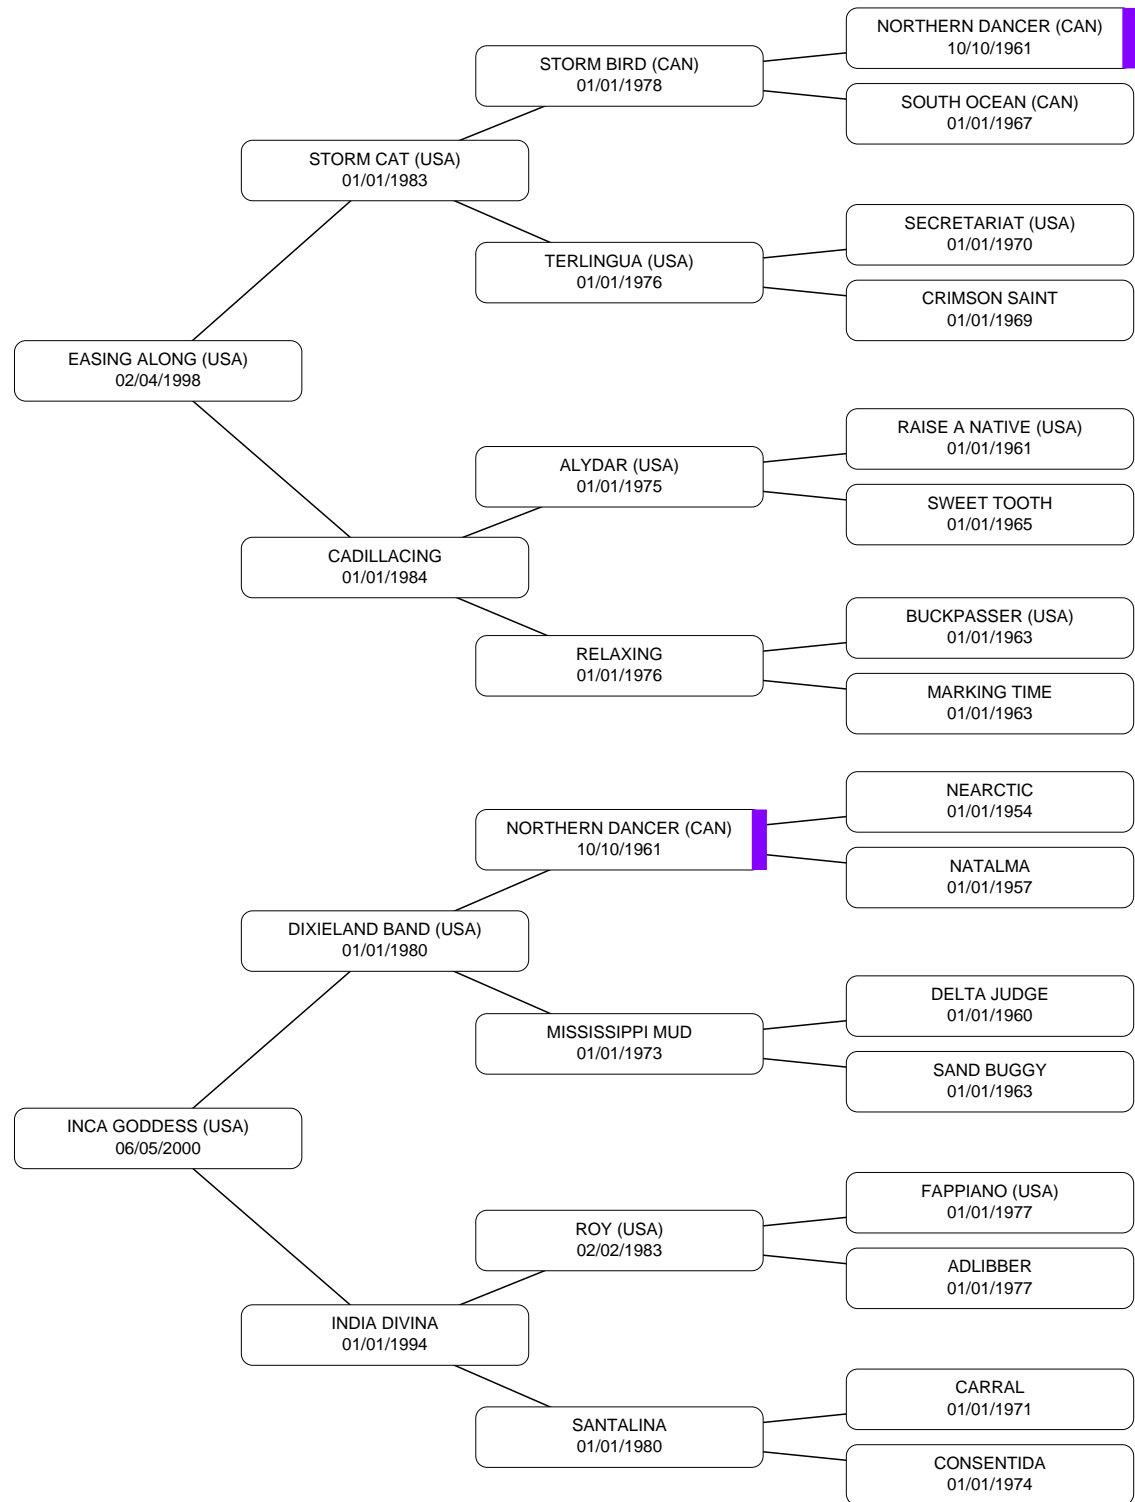 NORTHERN DANCER (CAN)
10/10/1961
STORM BIRD (CAN)
01/01/1978
SOUTH OCEAN (CAN)
01/01/1967
STORM CAT (USA)
01/01/1983
SECRETARIAT (USA)
01/01/1970
TERLINGUA (USA)
01/01/1976
CRIMSON SAINT
01/01/1969
EASING ALONG (USA)
02/04/1998
RAISE A NATIVE (USA)
01/01/1961
ALYDAR (USA)
01/01/1975
SWEET TOOTH
01/01/1965
CADILLACING
01/01/1984
BUCKPASSER (USA)
01/01/1963
RELAXING
01/01/1976
MARKING TIME
01/01/1963
NEARCTIC
01/01/1954
NORTHERN DANCER (CAN)
10/10/1961
NATALMA
01/01/1957
DIXIELAND BAND (USA)
01/01/1980
DELTA JUDGE
01/01/1960
MISSISSIPPI MUD
01/01/1973
SAND BUGGY
01/01/1963
INCA GODDESS (USA)
06/05/2000
FAPPIANO (USA)
01/01/1977
ROY (USA)
02/02/1983
ADLIBBER
01/01/1977
INDIA DIVINA
01/01/1994
CARRAL
01/01/1971
SANTALINA
01/01/1980
CONSENTIDA
01/01/1974